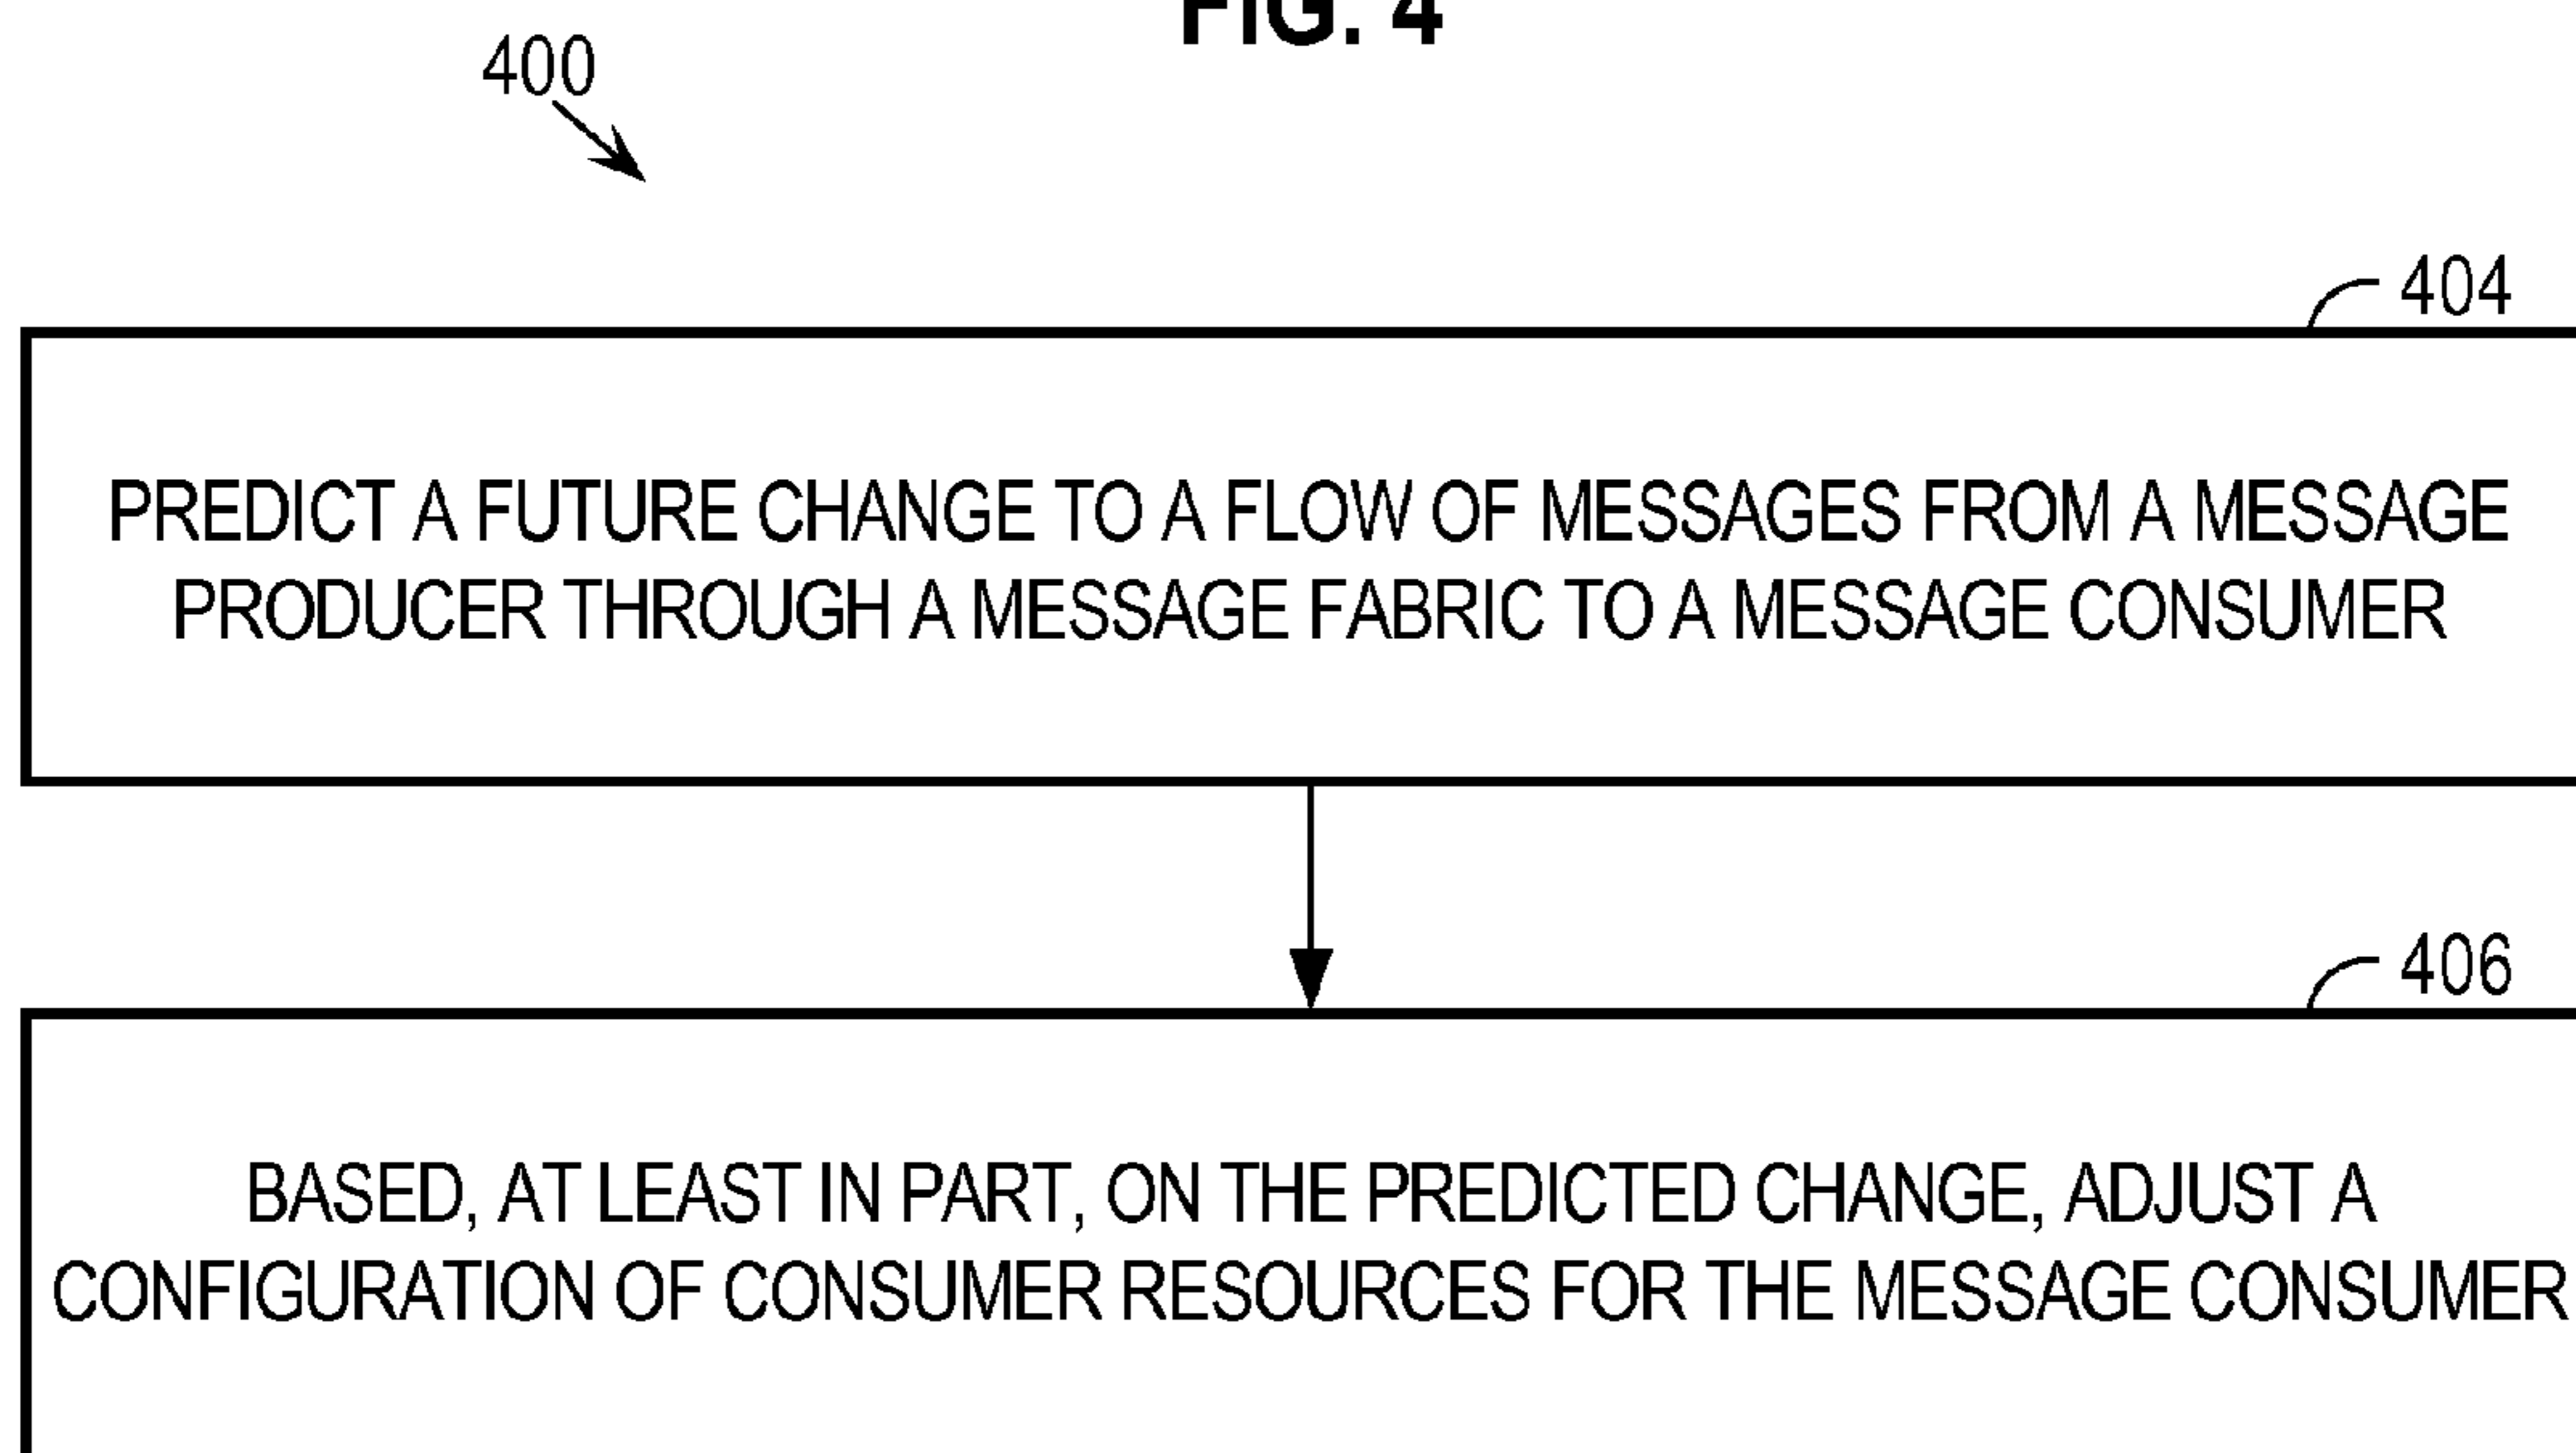 FIG. 4
400
404
PREDICT A FUTURE CHANGE TO A FLOW OF MESSAGES FROM A MESSAGE
PRODUCER THROUGH A MESSAGE FABRIC TO A MESSAGE CONSUMER
406
BASED, AT LEAST IN PART, ON THE PREDICTED CHANGE, ADJUST A
CONFIGURATION OF CONSUMER RESOURCES FOR THE MESSAGE CONSUMER